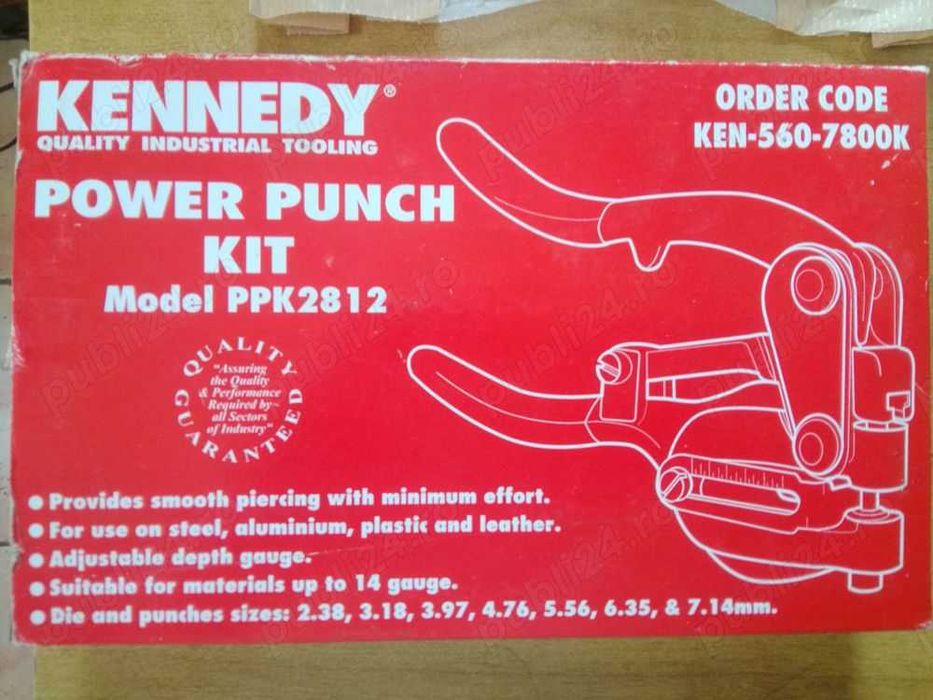 KENNEDY®
QUALITY INDUSTRIAL TOOLING
ORDER CODE
KEN-560-7800K
POWER PUNCH
KIT
Model PPK2812
QUALITY
"Assuring
the Quality
& Performance
Required by
all Sectors
of Industry"
GUARANTEED
• Provides smooth piercing with minimum effort.
• For use on steel, aluminium, plastic and leather.
• Adjustable depth gauge.
• Suitable for materials up to 14 gauge.
• Die and punches sizes: 2.38, 3.18, 3.97, 4.76, 5.56, 6.35, & 7.14mm.
publi24.ro